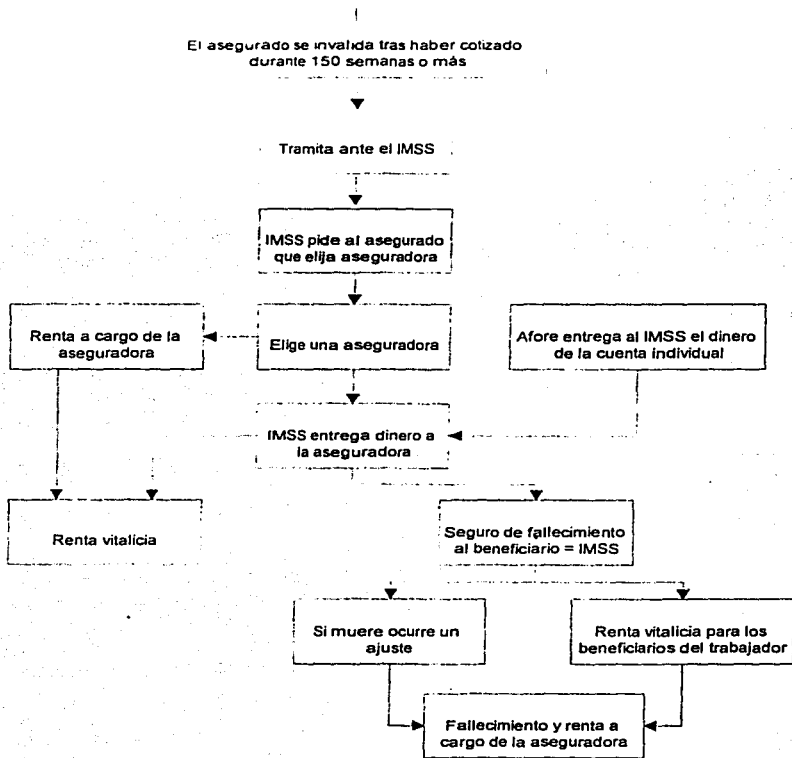 El asegurado se invalida tras haber cotizado
durante 150 semanas o más
Tramita ante el IMSS
IMSS pide al asegurado
que elija aseguradora
Renta a cargo de la
aseguradora
Elige una aseguradora
Afore entrega al IMSS el dinero
de la cuenta individual
IMSS entrega dinero a
la aseguradora
Renta vitalicia
Seguro de fallecimiento
al beneficiario = IMSS
Si muere ocurre un
ajuste
Renta vitalicia para los
beneficiarios del trabajador
Fallecimiento y renta a
cargo de la aseguradora